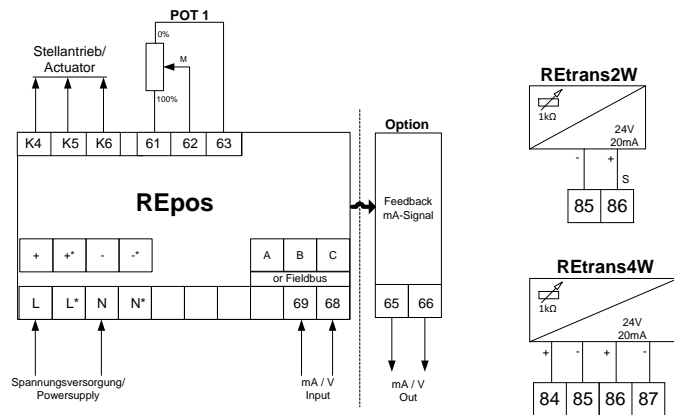 POT 1
0%
M
100%
Stellantrieb/
Actuator
K4 K5 K6 61 62 63
REpos
+ +* - -*
A B C
or Fieldbus
L L* N N* 69 68
Spannungsversorgung/
Powersupply
mA / V
Input
Option
Feedback
mA-Signal
65 66
mA / V
Out
REtrans2W
1kΩ
24V
20mA
- +
S
85 86
REtrans4W
1kΩ
24V
20mA
+ - + -
84 85 86 87